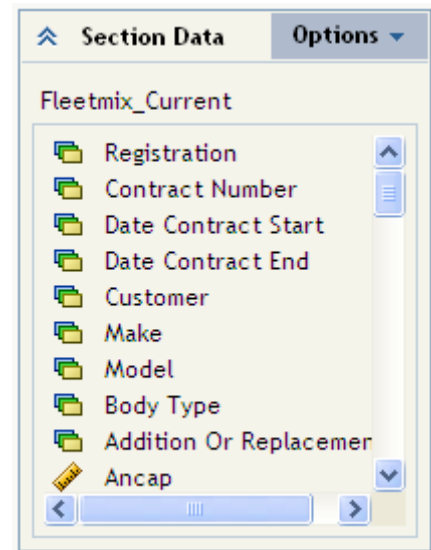 Section Data Options
Fleetmix_Current
Registration
Contract Number
Date Contract Start
Date Contract End
Customer
Make
Model
Body Type
Addition Or Replacemen
Ancap